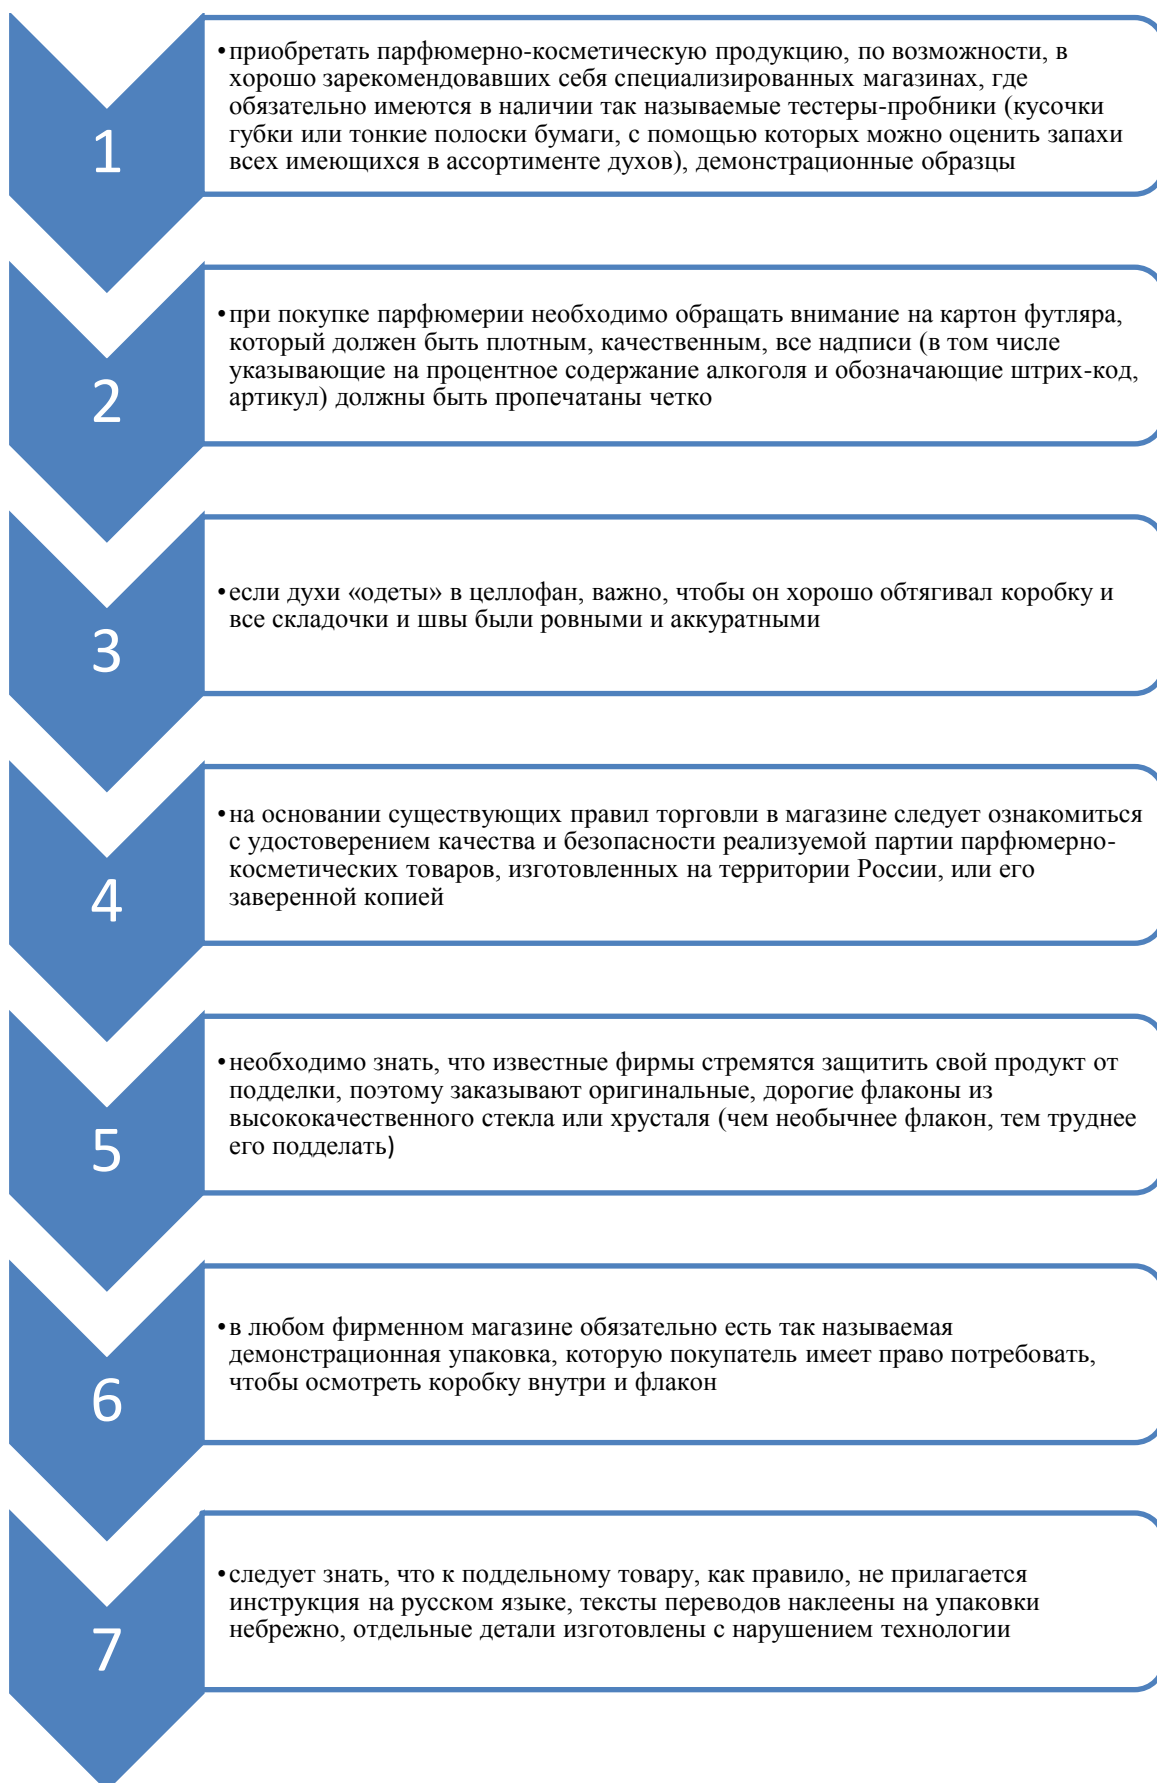 1
•приобретать парфюмерно-косметическую продукцию, по возможности, в
хорошо зарекомендовавших себя специализированных магазинах, где
обязательно имеются в наличии так называемые тестеры-пробники (кусочки
губки или тонкие полоски бумаги, с помощью которых можно оценить запахи
всех имеющихся в ассортименте духов), демонстрационные образцы
2
•при покупке парфюмерии необходимо обращать внимание на картон футляра,
который должен быть плотным, качественным, все надписи (в том числе
указывающие на процентное содержание алкоголя и обозначающие штрих-код,
артикул) должны быть пропечатаны четко
3
•если духи «одеты» в целлофан, важно, чтобы он хорошо обтягивал коробку и
все складочки и швы были ровными и аккуратными
4
•на основании существующих правил торговли в магазине следует ознакомиться
с удостоверением качества и безопасности реализуемой партии парфюмерно-
косметических товаров, изготовленных на территории России, или его
заверенной копией
5
•необходимо знать, что известные фирмы стремятся защитить свой продукт от
подделки, поэтому заказывают оригинальные, дорогие флаконы из
высококачественного стекла или хрусталя (чем необычнее флакон, тем труднее
его подделать)
6
•в любом фирменном магазине обязательно есть так называемая
демонстрационная упаковка, которую покупатель имеет право потребовать,
чтобы осмотреть коробку внутри и флакон
7
•следует знать, что к поддельному товару, как правило, не прилагается
инструкция на русском языке, тексты переводов наклеены на упаковки
небрежно, отдельные детали изготовлены с нарушением технологии